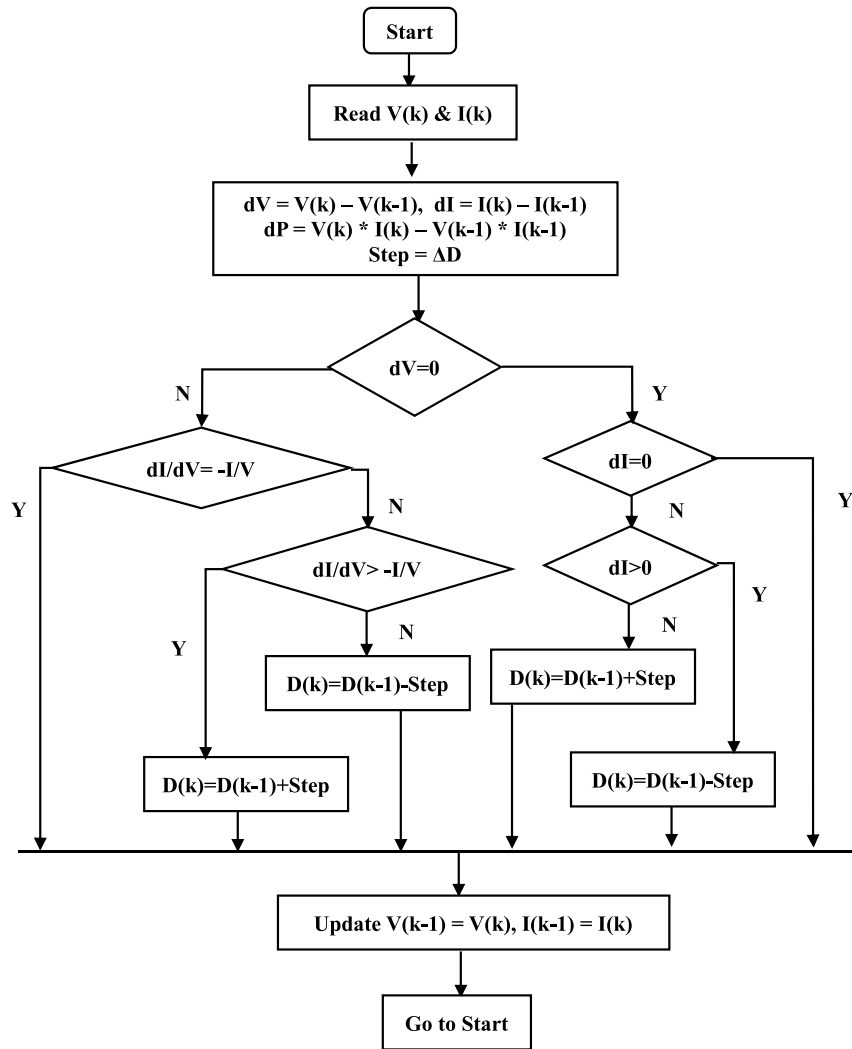 Start
Read V(k) & I(k)
dV = V(k) – V(k-1), dI = I(k) – I(k-1)
dP = V(k) * I(k) – V(k-1) * I(k-1)
Step = ΔD
dV=0
N
Y
dI/dV= -I/V
dI=0
Y
N
N
Y
dI/dV> -I/V
dI>0
Y
N
N
Y
D(k)=D(k-1)-Step
D(k)=D(k-1)+Step
D(k)=D(k-1)+Step
D(k)=D(k-1)-Step
Update V(k-1) = V(k), I(k-1) = I(k)
Go to Start